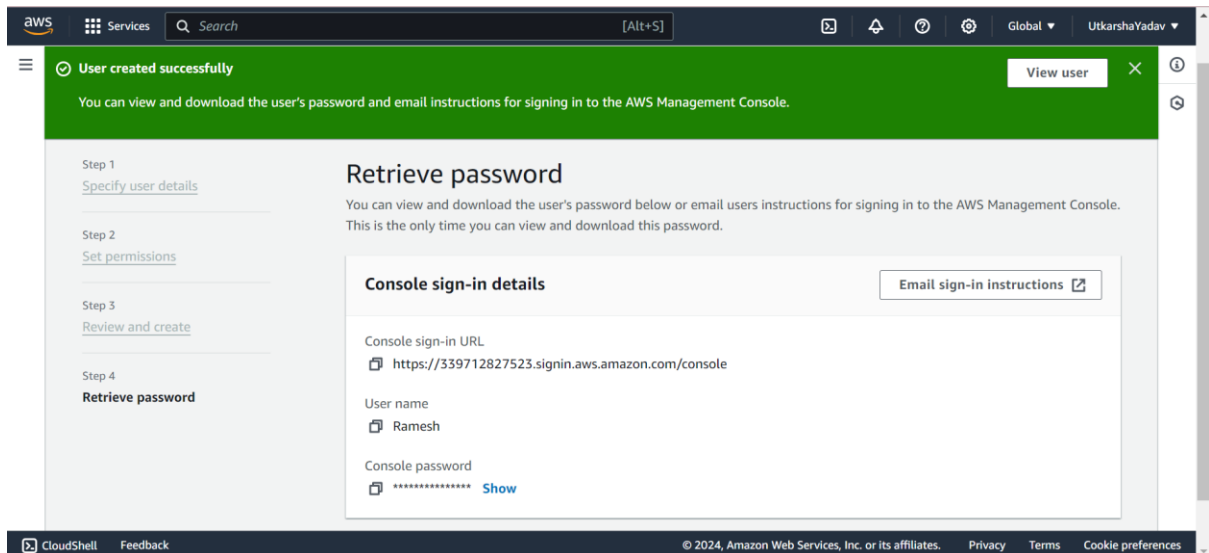 aws Services Search [Alt+S] Global ▼ UtkarshaYadav ▼
User created successfully View user
You can view and download the user's password and email instructions for signing in to the AWS Management Console.
Step 1
Specify user details
Step 2
Set permissions
Step 3
Review and create
Step 4
Retrieve password
Retrieve password
You can view and download the user's password below or email users instructions for signing in to the AWS Management Console.
This is the only time you can view and download this password.
Console sign-in details Email sign-in instructions
Console sign-in URL
https://339712827523.signin.aws.amazon.com/console
User name
Ramesh
Console password
*************** Show
CloudShell Feedback © 2024, Amazon Web Services, Inc. or its affiliates. Privacy Terms Cookie preferences